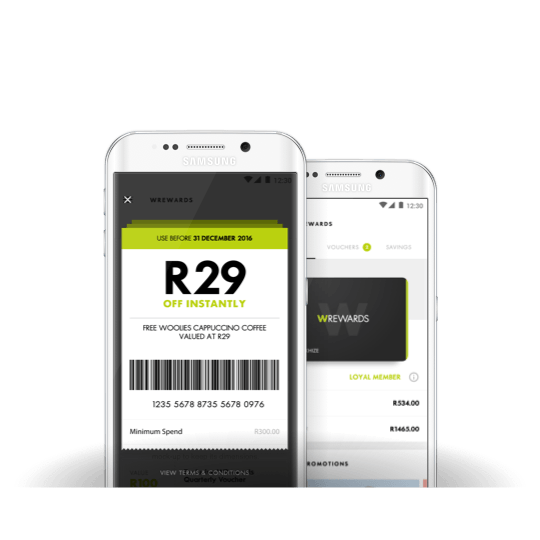 SAMSUNG
12:30
WREWARDS
USE BEFORE 31 DECEMBER 2016
R29
OFF INSTANTLY
FREE WOOLIES CAPPUCCINO COFFEE
VALUED AT R29
1235 5678 8735 5678 0976
Minimum Spend R300.00
VIEW TERMS & CONDITIONS
R100
Quarterly Voucher
SAMSUNG
12:30
WARDS
VOUCHERS
SAVINGS
W
WREWARDS
LOYAL MEMBER
R534.00
R1465.00
ROMOTIONS